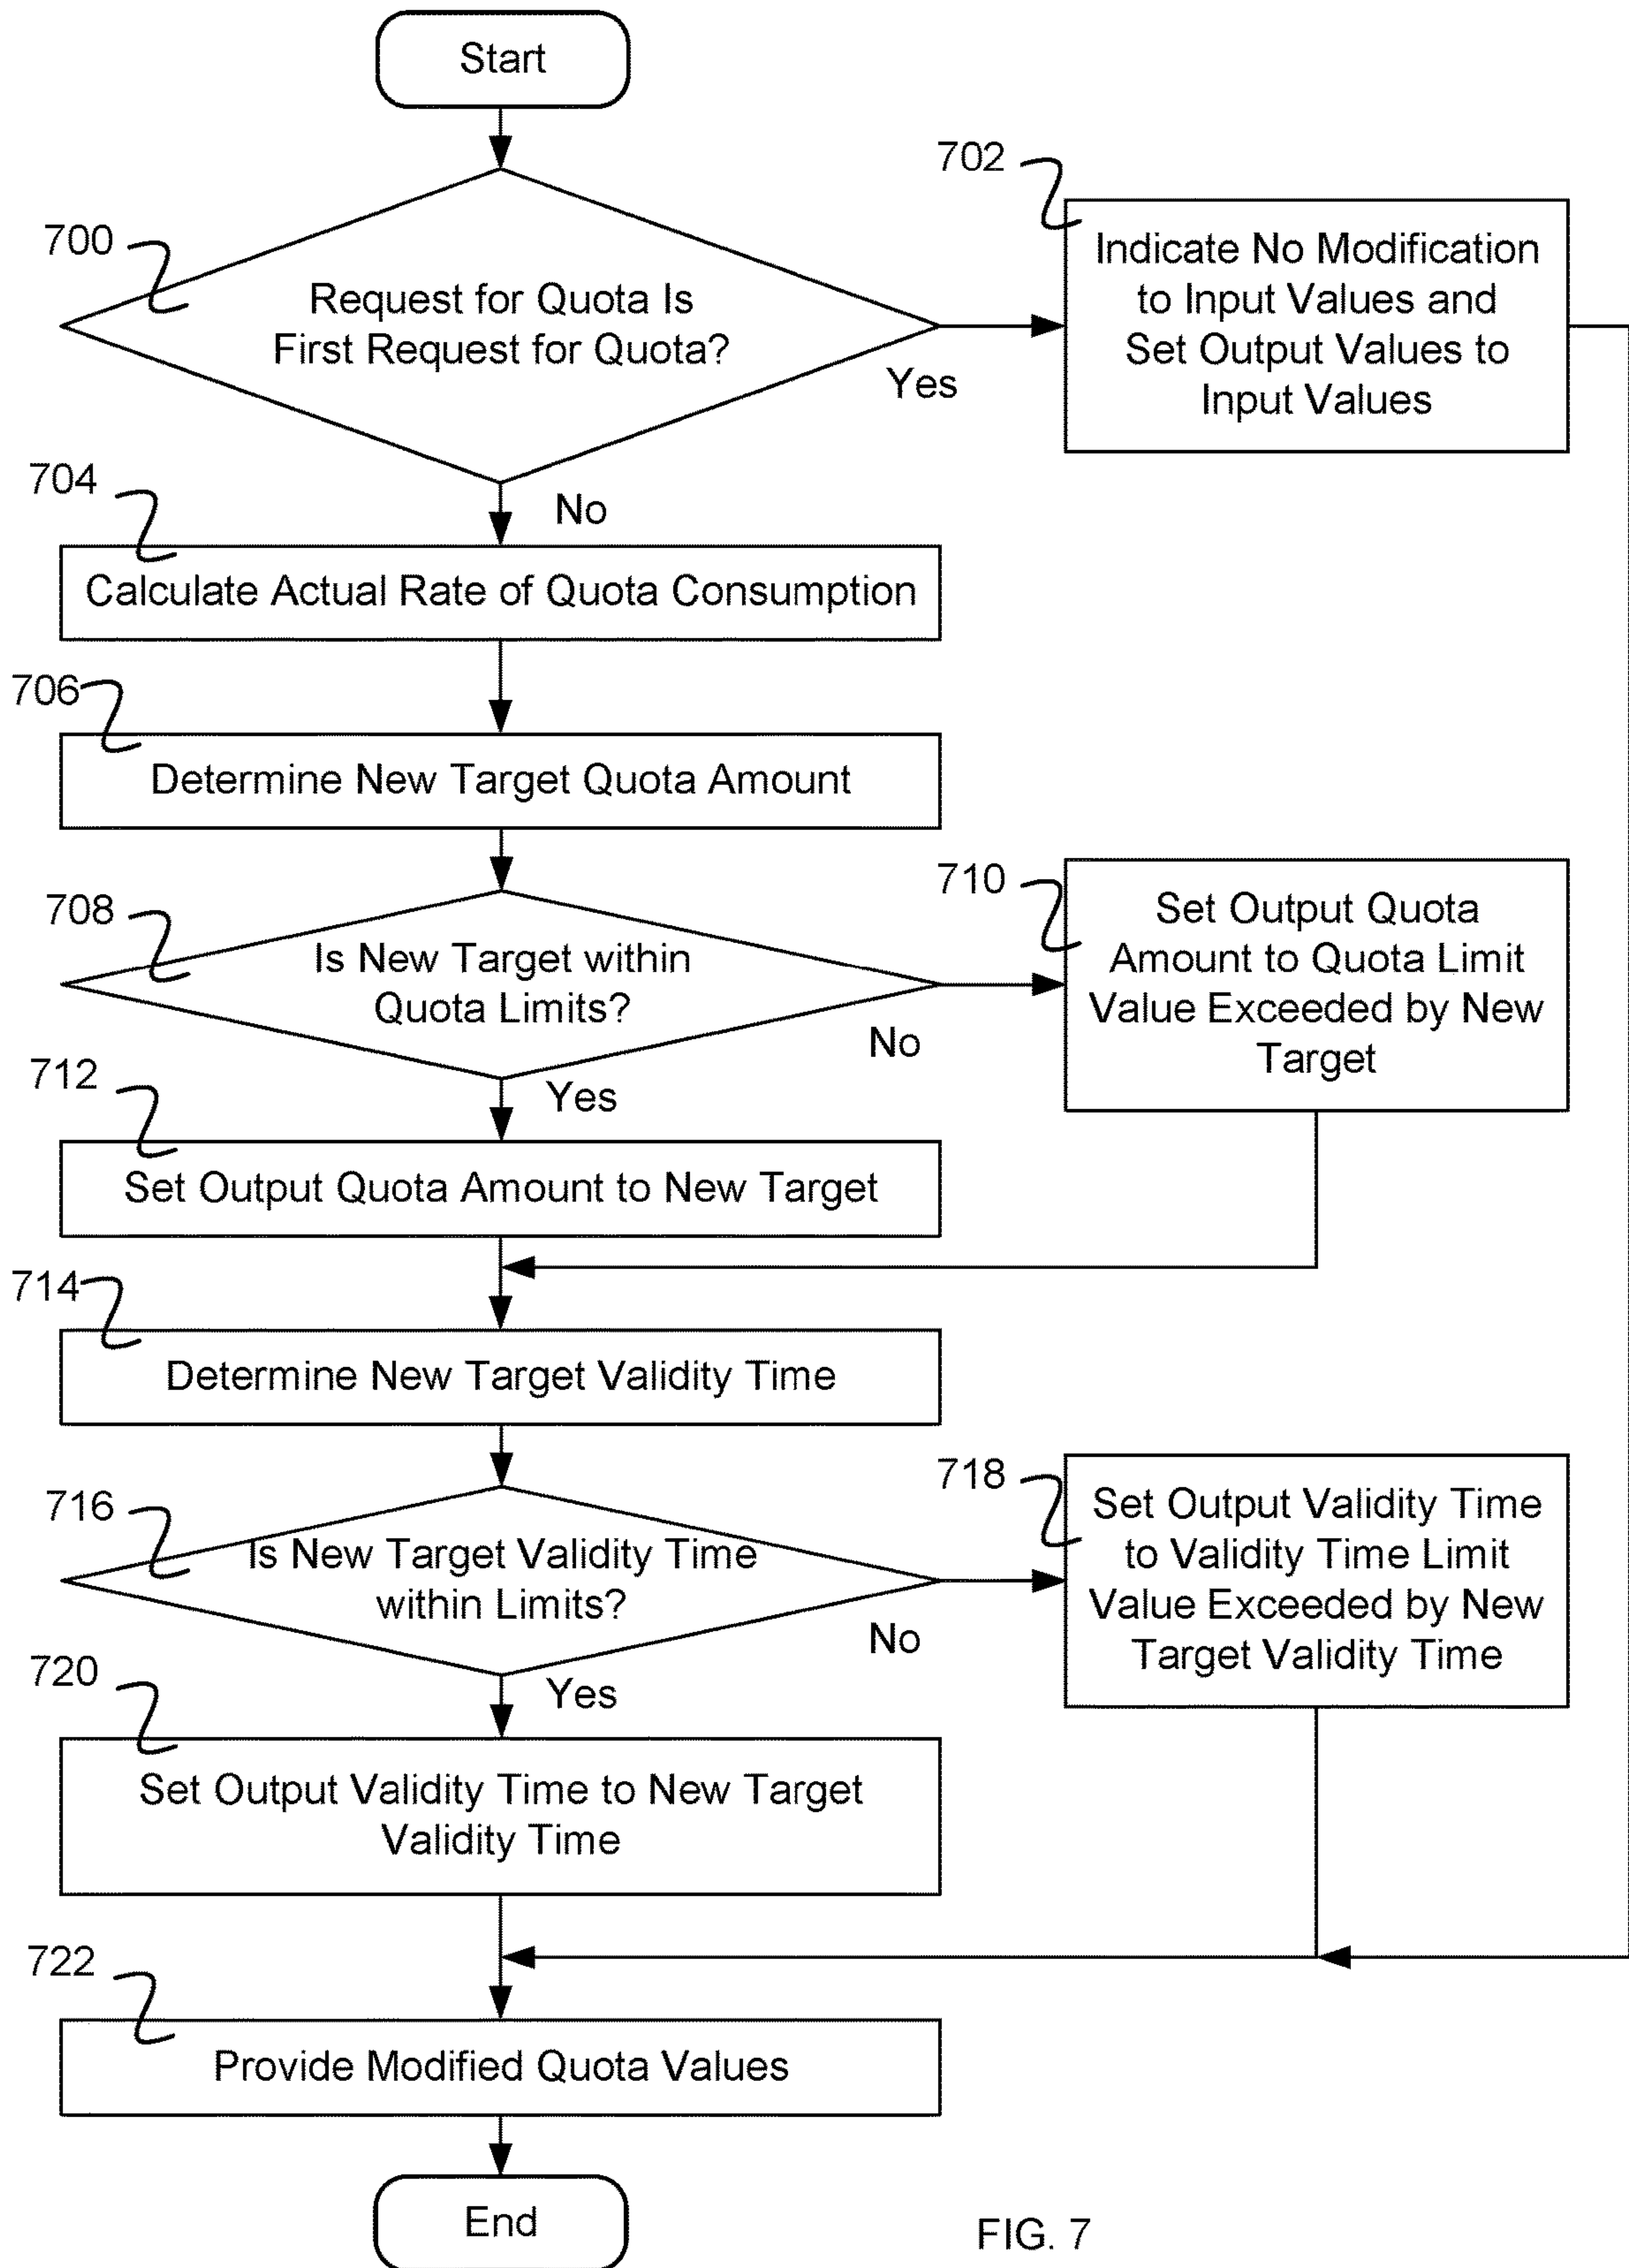 Start
702
700
Indicate No Modification
to Input Values and
Set Output Values to
Input Values
Request for Quota Is
First Request for Quota?
Yes
704
No
Calculate Actual Rate of Quota Consumption
706
Determine New Target Quota Amount
710
708
Set Output Quota
Amount to Quota Limit
Value Exceeded by New
Target
Is New Target within
Quota Limits?
No
712
Yes
Set Output Quota Amount to New Target
714
Determine New Target Validity Time
718
716
Set Output Validity Time
to Validity Time Limit
Value Exceeded by New
Target Validity Time
Is New Target Validity Time
within Limits?
No
720
Yes
Set Output Validity Time to New Target
Validity Time
722
Provide Modified Quota Values
End
FIG. 7